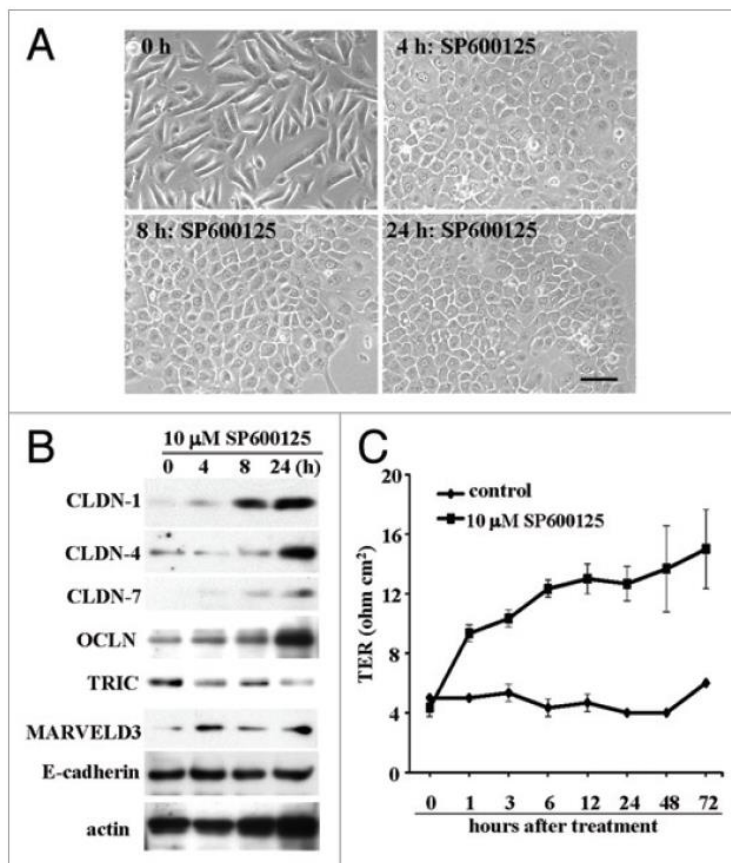 A
0 h
4 h: SP600125
8 h: SP600125
24 h: SP600125
B
10 μM SP600125
0 4 8 24 (h)
CLDN-1
CLDN-4
CLDN-7
OCLN
TRIC
MARVELD3
E-cadherin
actin
C
20
16
12
8
4
0
TER (ohm cm²)
control
10 μM SP600125
0 1 3 6 12 24 48 72
hours after treatment